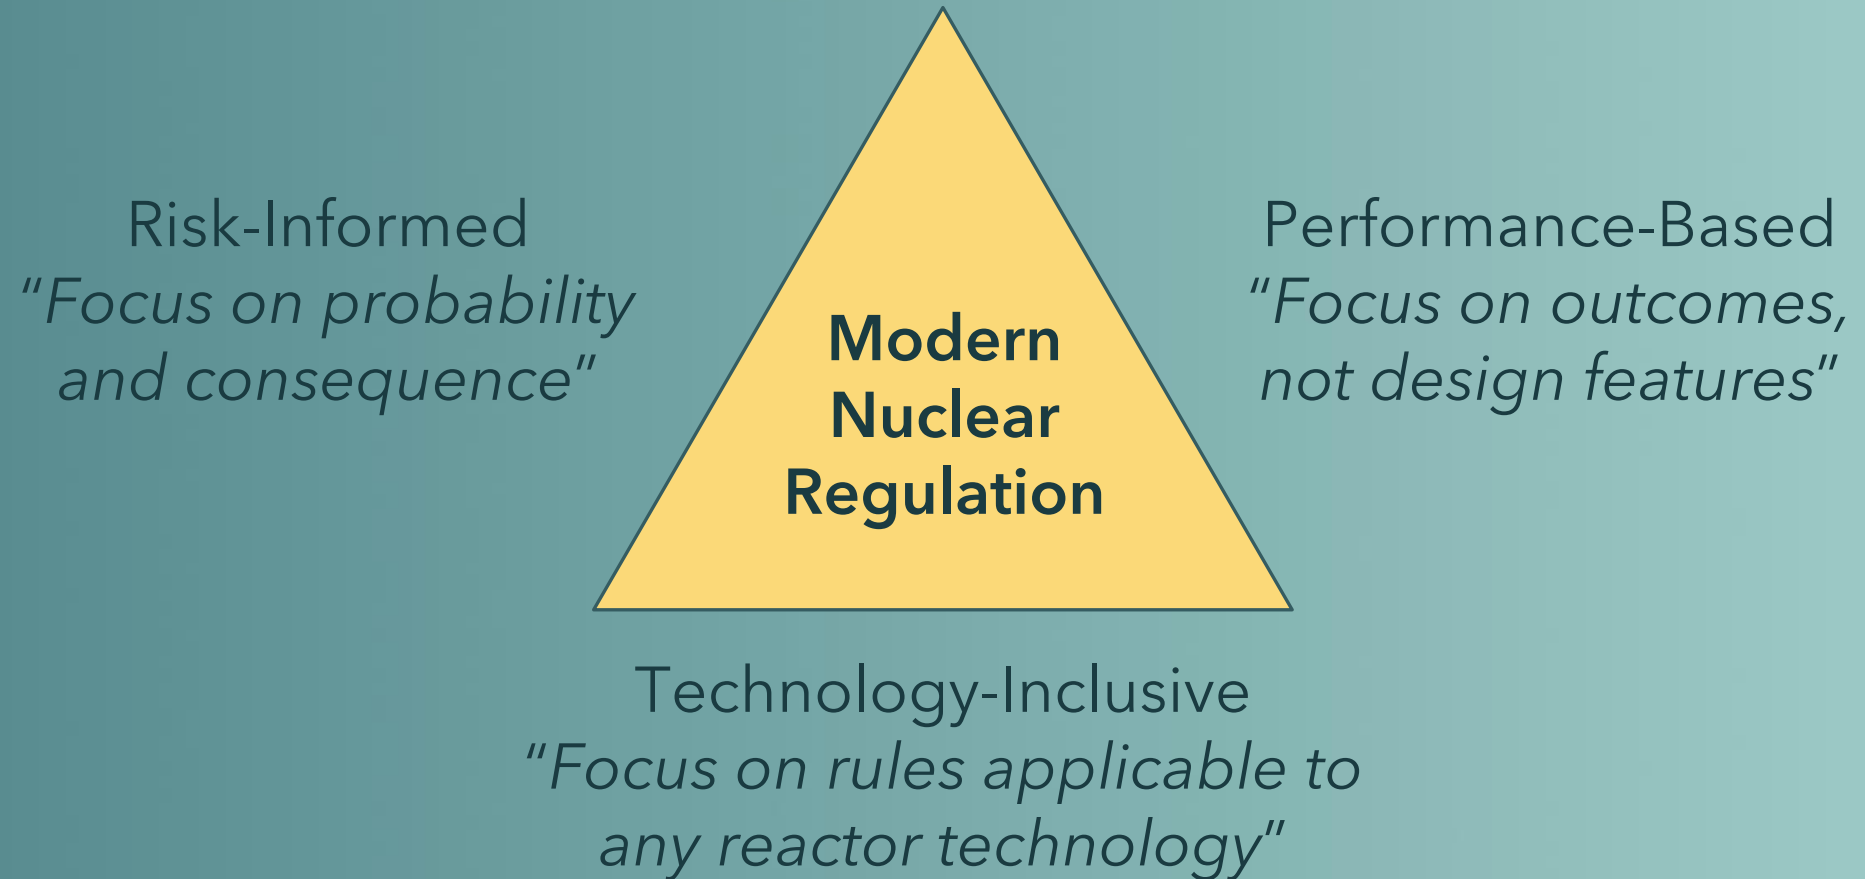 Risk-Informed
"Focus on probability
and consequence"
Modern
Nuclear
Regulation
Performance-Based
"Focus on outcomes,
not design features"
Technology-Inclusive
"Focus on rules applicable to
any reactor technology"